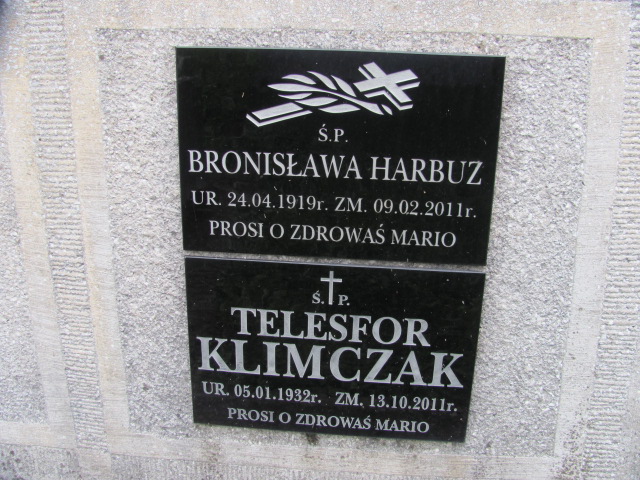 Ś.P.
BRONISŁAWA HARBUZ
UR. 24.04.1919r. ZM. 09.02.2011r.
PROSI O ZDROWAŚ MARIO
Ś. P.
TELESFOR
KLIMCZAK
UR. 05.01.1932r. ZM. 13.10.2011r.
PROSI O ZDROWAŚ MARIO